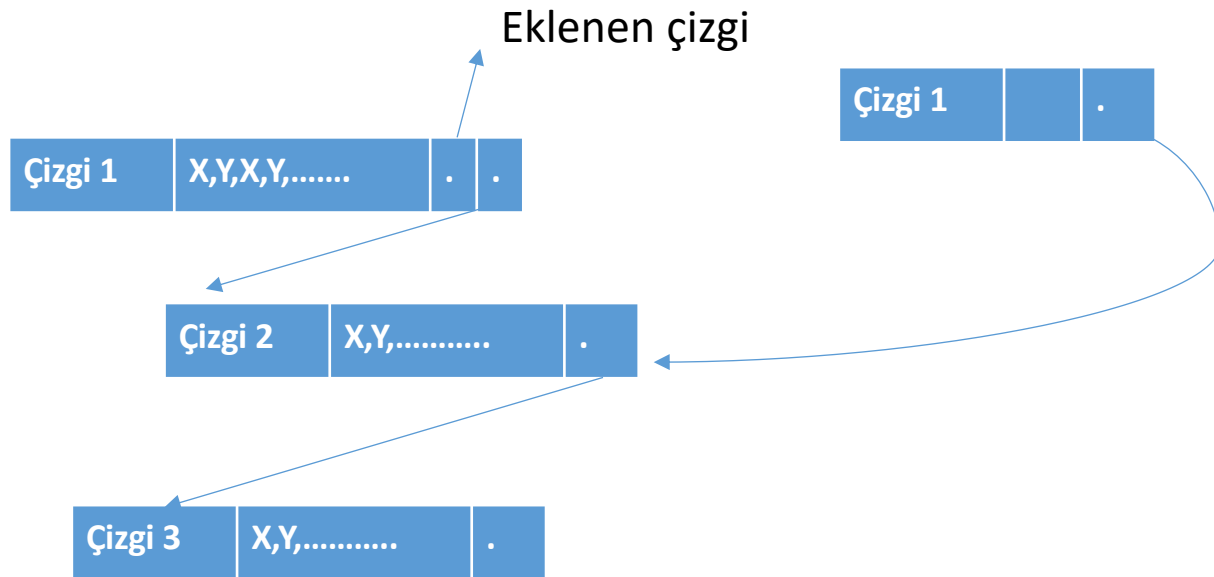 Eklenen çizgi
Çizgi 1 .
Çizgi 1 X,Y,X,Y,....... . .
Çizgi 2 X,Y,........... .
Çizgi 3 X,Y,........... .